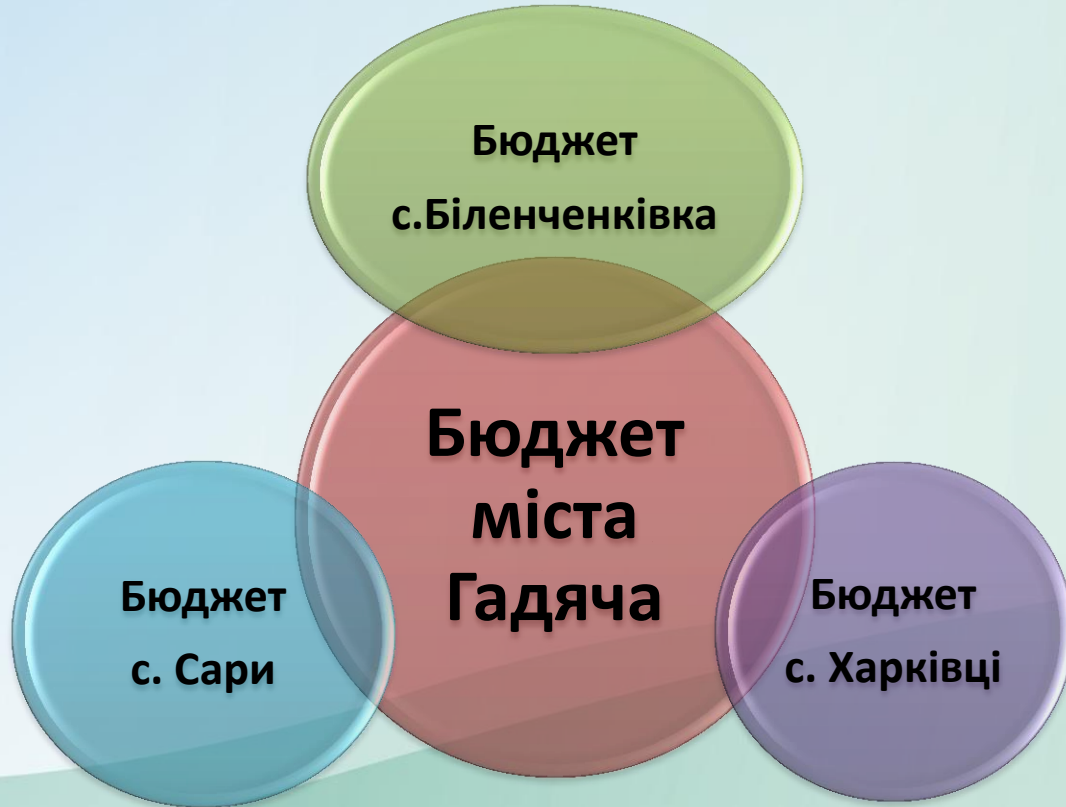 Бюджет
с.Біленченківка
Бюджет
міста
Гадяча
Бюджет
с. Сари
Бюджет
с. Харківці